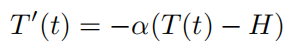 T′(t) = −α(T(t) − H)